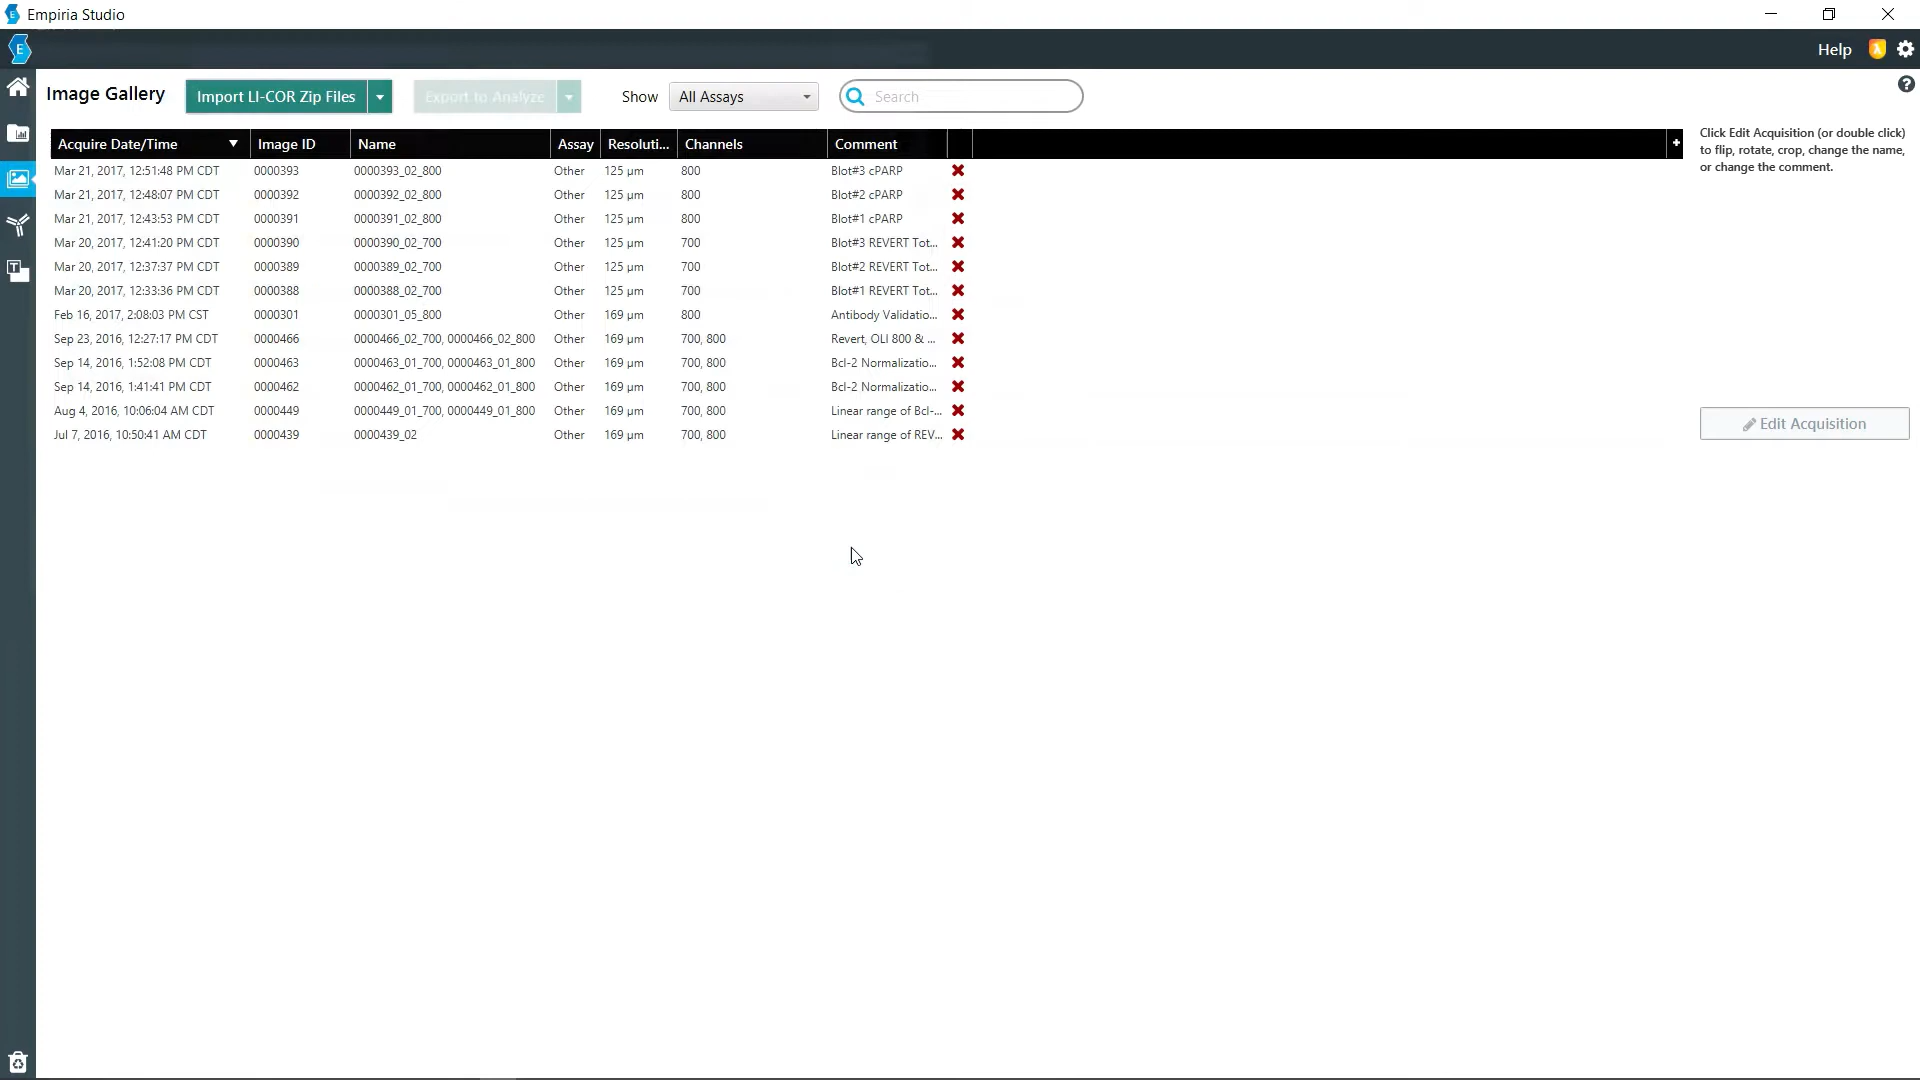 Empiria Studio
Help
Image Gallery Import LI-COR Zip Files Export to Analyze Show All Assays Search
Acquire Date/Time Image ID Name Assay Resoluti... Channels Comment +
Mar 21, 2017, 12:51:48 PM CDT 0000393 0000393_02_800 Other 125 µm 800 Blot#3 cPARP
Mar 21, 2017, 12:48:07 PM CDT 0000392 0000392_02_800 Other 125 µm 800 Blot#2 cPARP
Mar 21, 2017, 12:43:53 PM CDT 0000391 0000391_02_800 Other 125 µm 800 Blot#1 cPARP
Mar 20, 2017, 12:41:20 PM CDT 0000390 0000390_02_700 Other 125 µm 700 Blot#3 REVERT Tot...
Mar 20, 2017, 12:37:37 PM CDT 0000389 0000389_02_700 Other 125 µm 700 Blot#2 REVERT Tot...
Mar 20, 2017, 12:33:36 PM CDT 0000388 0000388_02_700 Other 125 µm 700 Blot#1 REVERT Tot...
Feb 16, 2017, 2:08:03 PM CST 0000301 0000301_05_800 Other 169 µm 800 Antibody Validatio...
Sep 23, 2016, 12:27:17 PM CDT 0000466 0000466_02_700, 0000466_02_800 Other 169 µm 700, 800 Revert, OLI 800 & ...
Sep 14, 2016, 1:52:08 PM CDT 0000463 0000463_01_700, 0000463_01_800 Other 169 µm 700, 800 Bcl-2 Normalizatio...
Sep 14, 2016, 1:41:41 PM CDT 0000462 0000462_01_700, 0000462_01_800 Other 169 µm 700, 800 Bcl-2 Normalizatio...
Aug 4, 2016, 10:06:04 AM CDT 0000449 0000449_01_700, 0000449_01_800 Other 169 µm 700, 800 Linear range of Bcl-...
Jul 7, 2016, 10:50:41 AM CDT 0000439 0000439_02 Other 169 µm 700, 800 Linear range of REV...
Click Edit Acquisition (or double click)
to flip, rotate, crop, change the name,
or change the comment.
Edit Acquisition